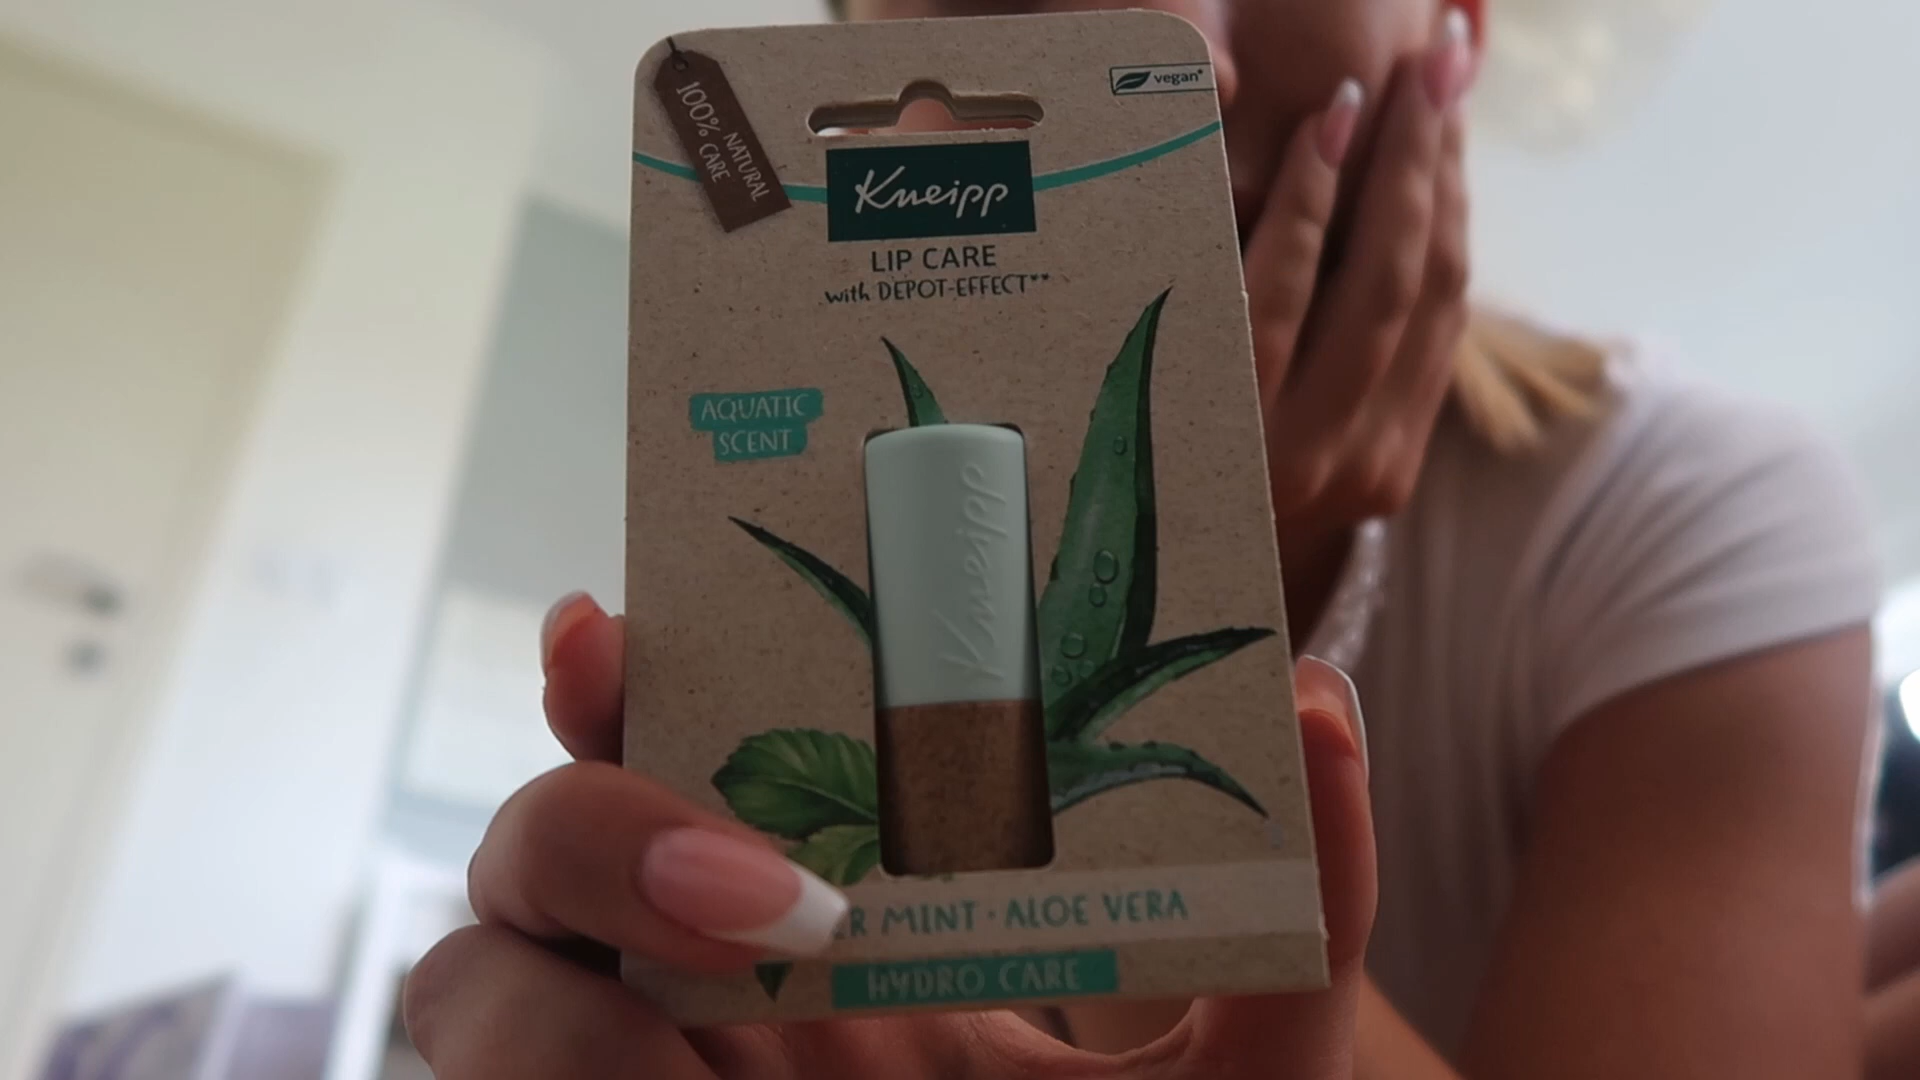 100% NATURAL
CARE
vegan*
Kneipp
LIP CARE
with DEPOT-EFFECT**
AQUATIC
SCENT
Kneipp
MINT · ALOE VERA
HYDRO CARE